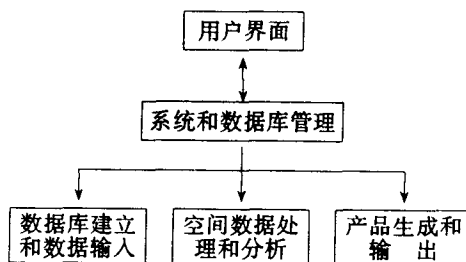 用户界面
系统和数据库管理
数据库建立
和数据输入
空间数据处
理和分析
产品生成和
输 出